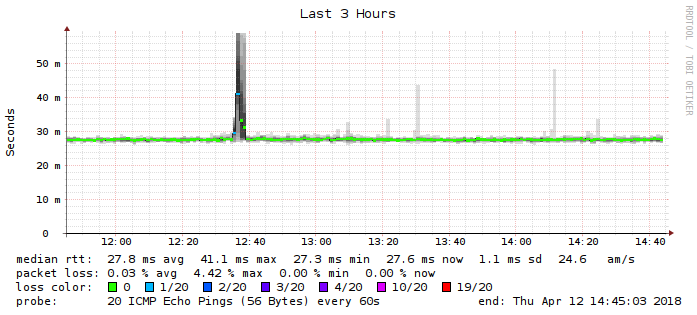 Last 3 Hours
RRDTOOL / TOBI OETIKER
Seconds
50 m
40 m
30 m
20 m
10 m
0
12:00 12:20 12:40 13:00 13:20 13:40 14:00 14:20 14:40
median rtt: 27.8 ms avg 41.1 ms max 27.3 ms min 27.6 ms now 1.1 ms sd 24.6 am/s
packet loss: 0.03 % avg 4.42 % max 0.00 % min 0.00 % now
loss color: 0 1/20 2/20 3/20 4/20 10/20 19/20
probe: 20 ICMP Echo Pings (56 Bytes) every 60s end: Thu Apr 12 14:45:03 2018